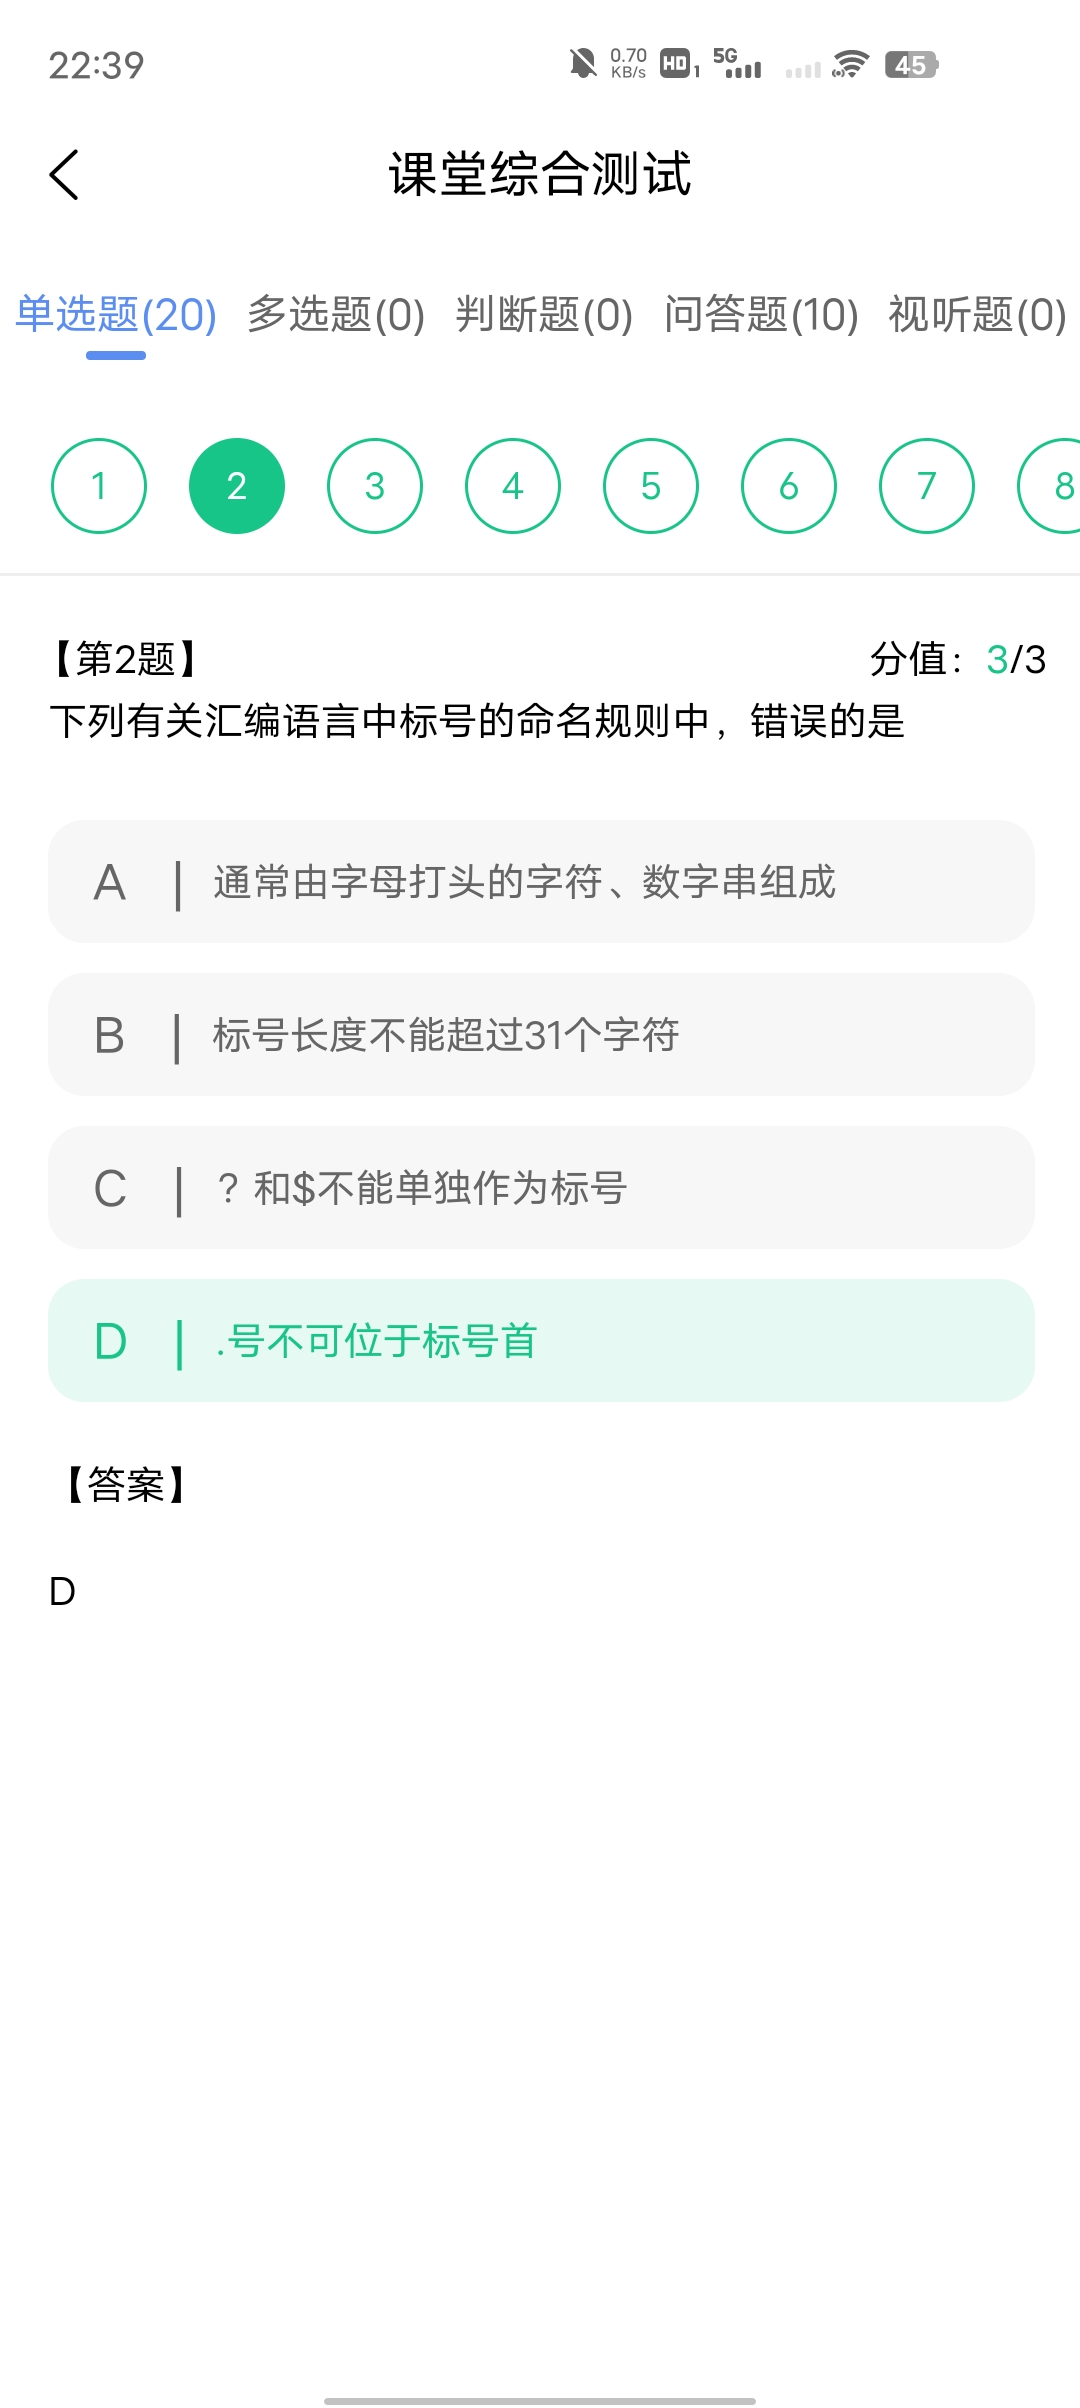 22:39
0.70 KB/s HD 1 5G 45
课堂综合测试
单选题(20) 多选题(0) 判断题(0) 问答题(10) 视听题(0)
1 2 3 4 5 6 7 8
【第2题】 分值：3/3
下列有关汇编语言中标号的命名规则中，错误的是
A | 通常由字母打头的字符、数字串组成
B | 标号长度不能超过31个字符
C | ？和$不能单独作为标号
D | .号不可位于标号首
【答案】
D